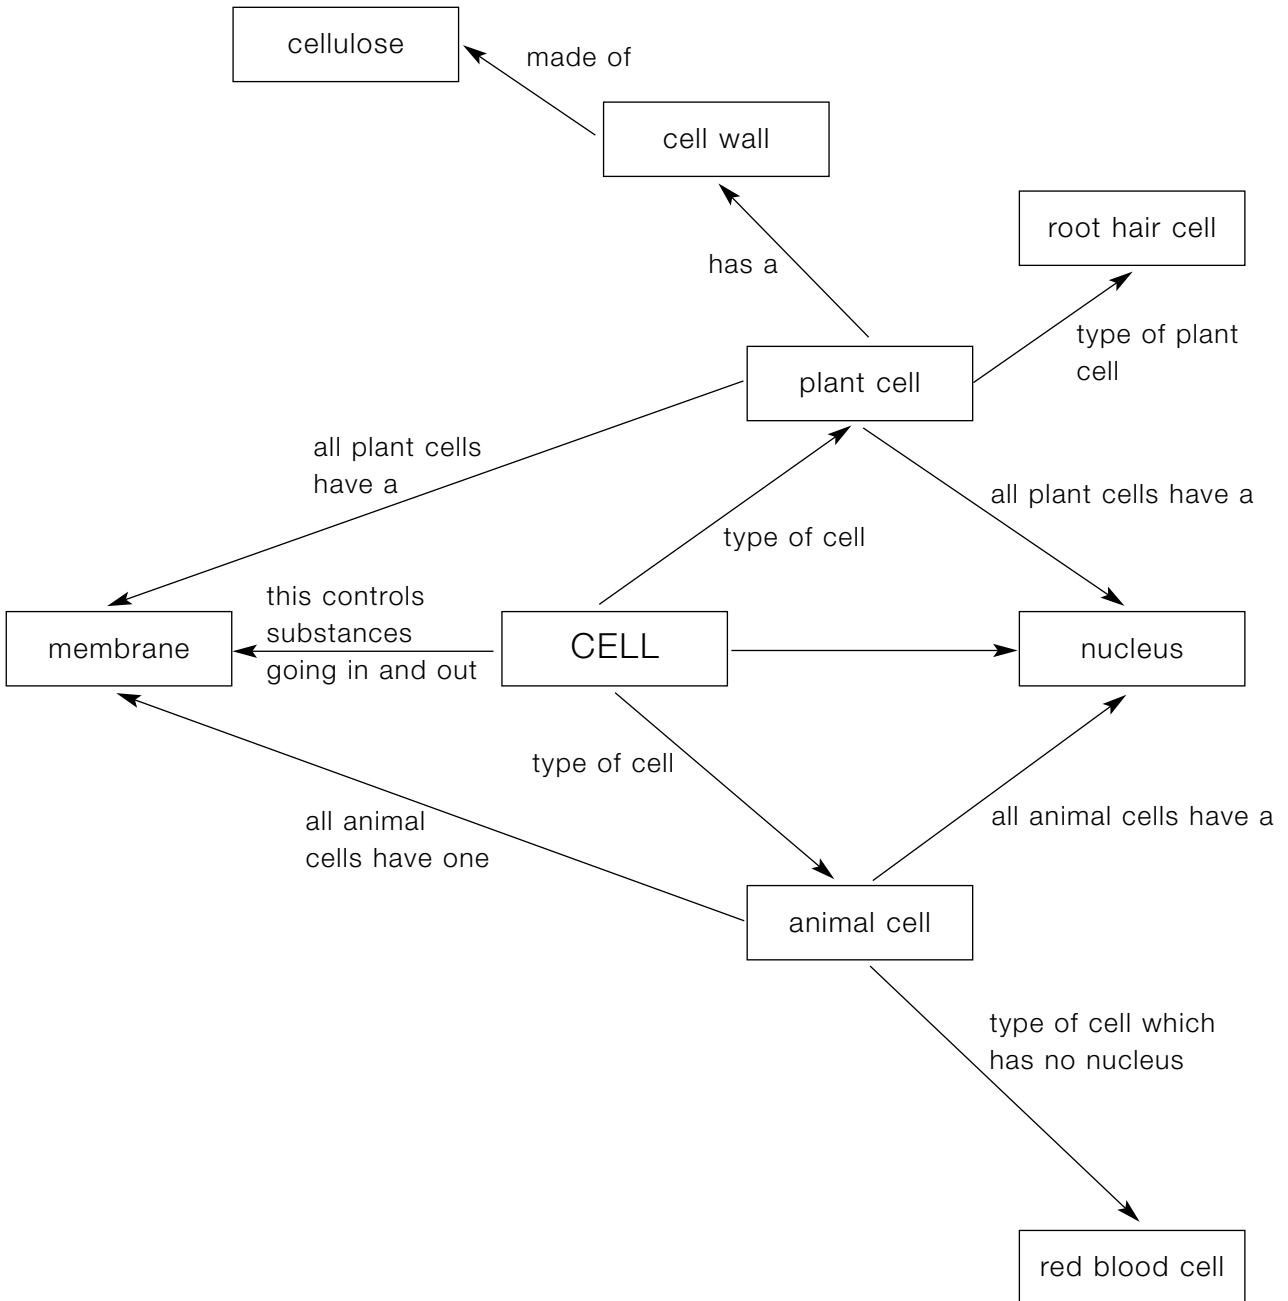 cellulose
made of
cell wall
root hair cell
has a
type of plant
cell
plant cell
all plant cells
have a
all plant cells have a
type of cell
this controls
substances
going in and out
membrane
CELL
nucleus
type of cell
all animal
cells have one
all animal cells have a
animal cell
type of cell which
has no nucleus
red blood cell